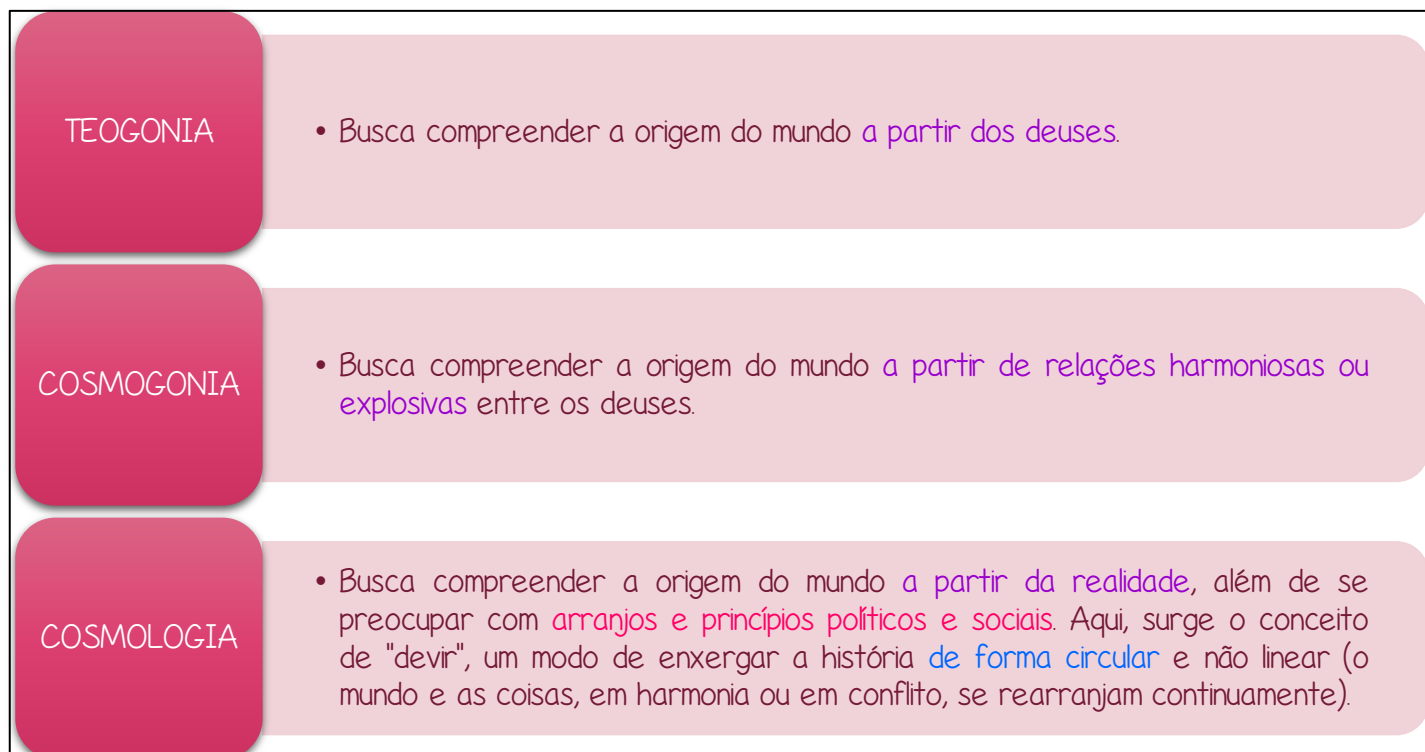 TEOGONIA
• Busca compreender a origem do mundo a partir dos deuses.
COSMOGONIA
• Busca compreender a origem do mundo a partir de relações harmoniosas ou
explosivas entre os deuses.
COSMOLOGIA
• Busca compreender a origem do mundo a partir da realidade, além de se
preocupar com arranjos e princípios políticos e sociais. Aqui, surge o conceito
de "devir", um modo de enxergar a história de forma circular e não linear (o
mundo e as coisas, em harmonia ou em conflito, se rearranjam continuamente).